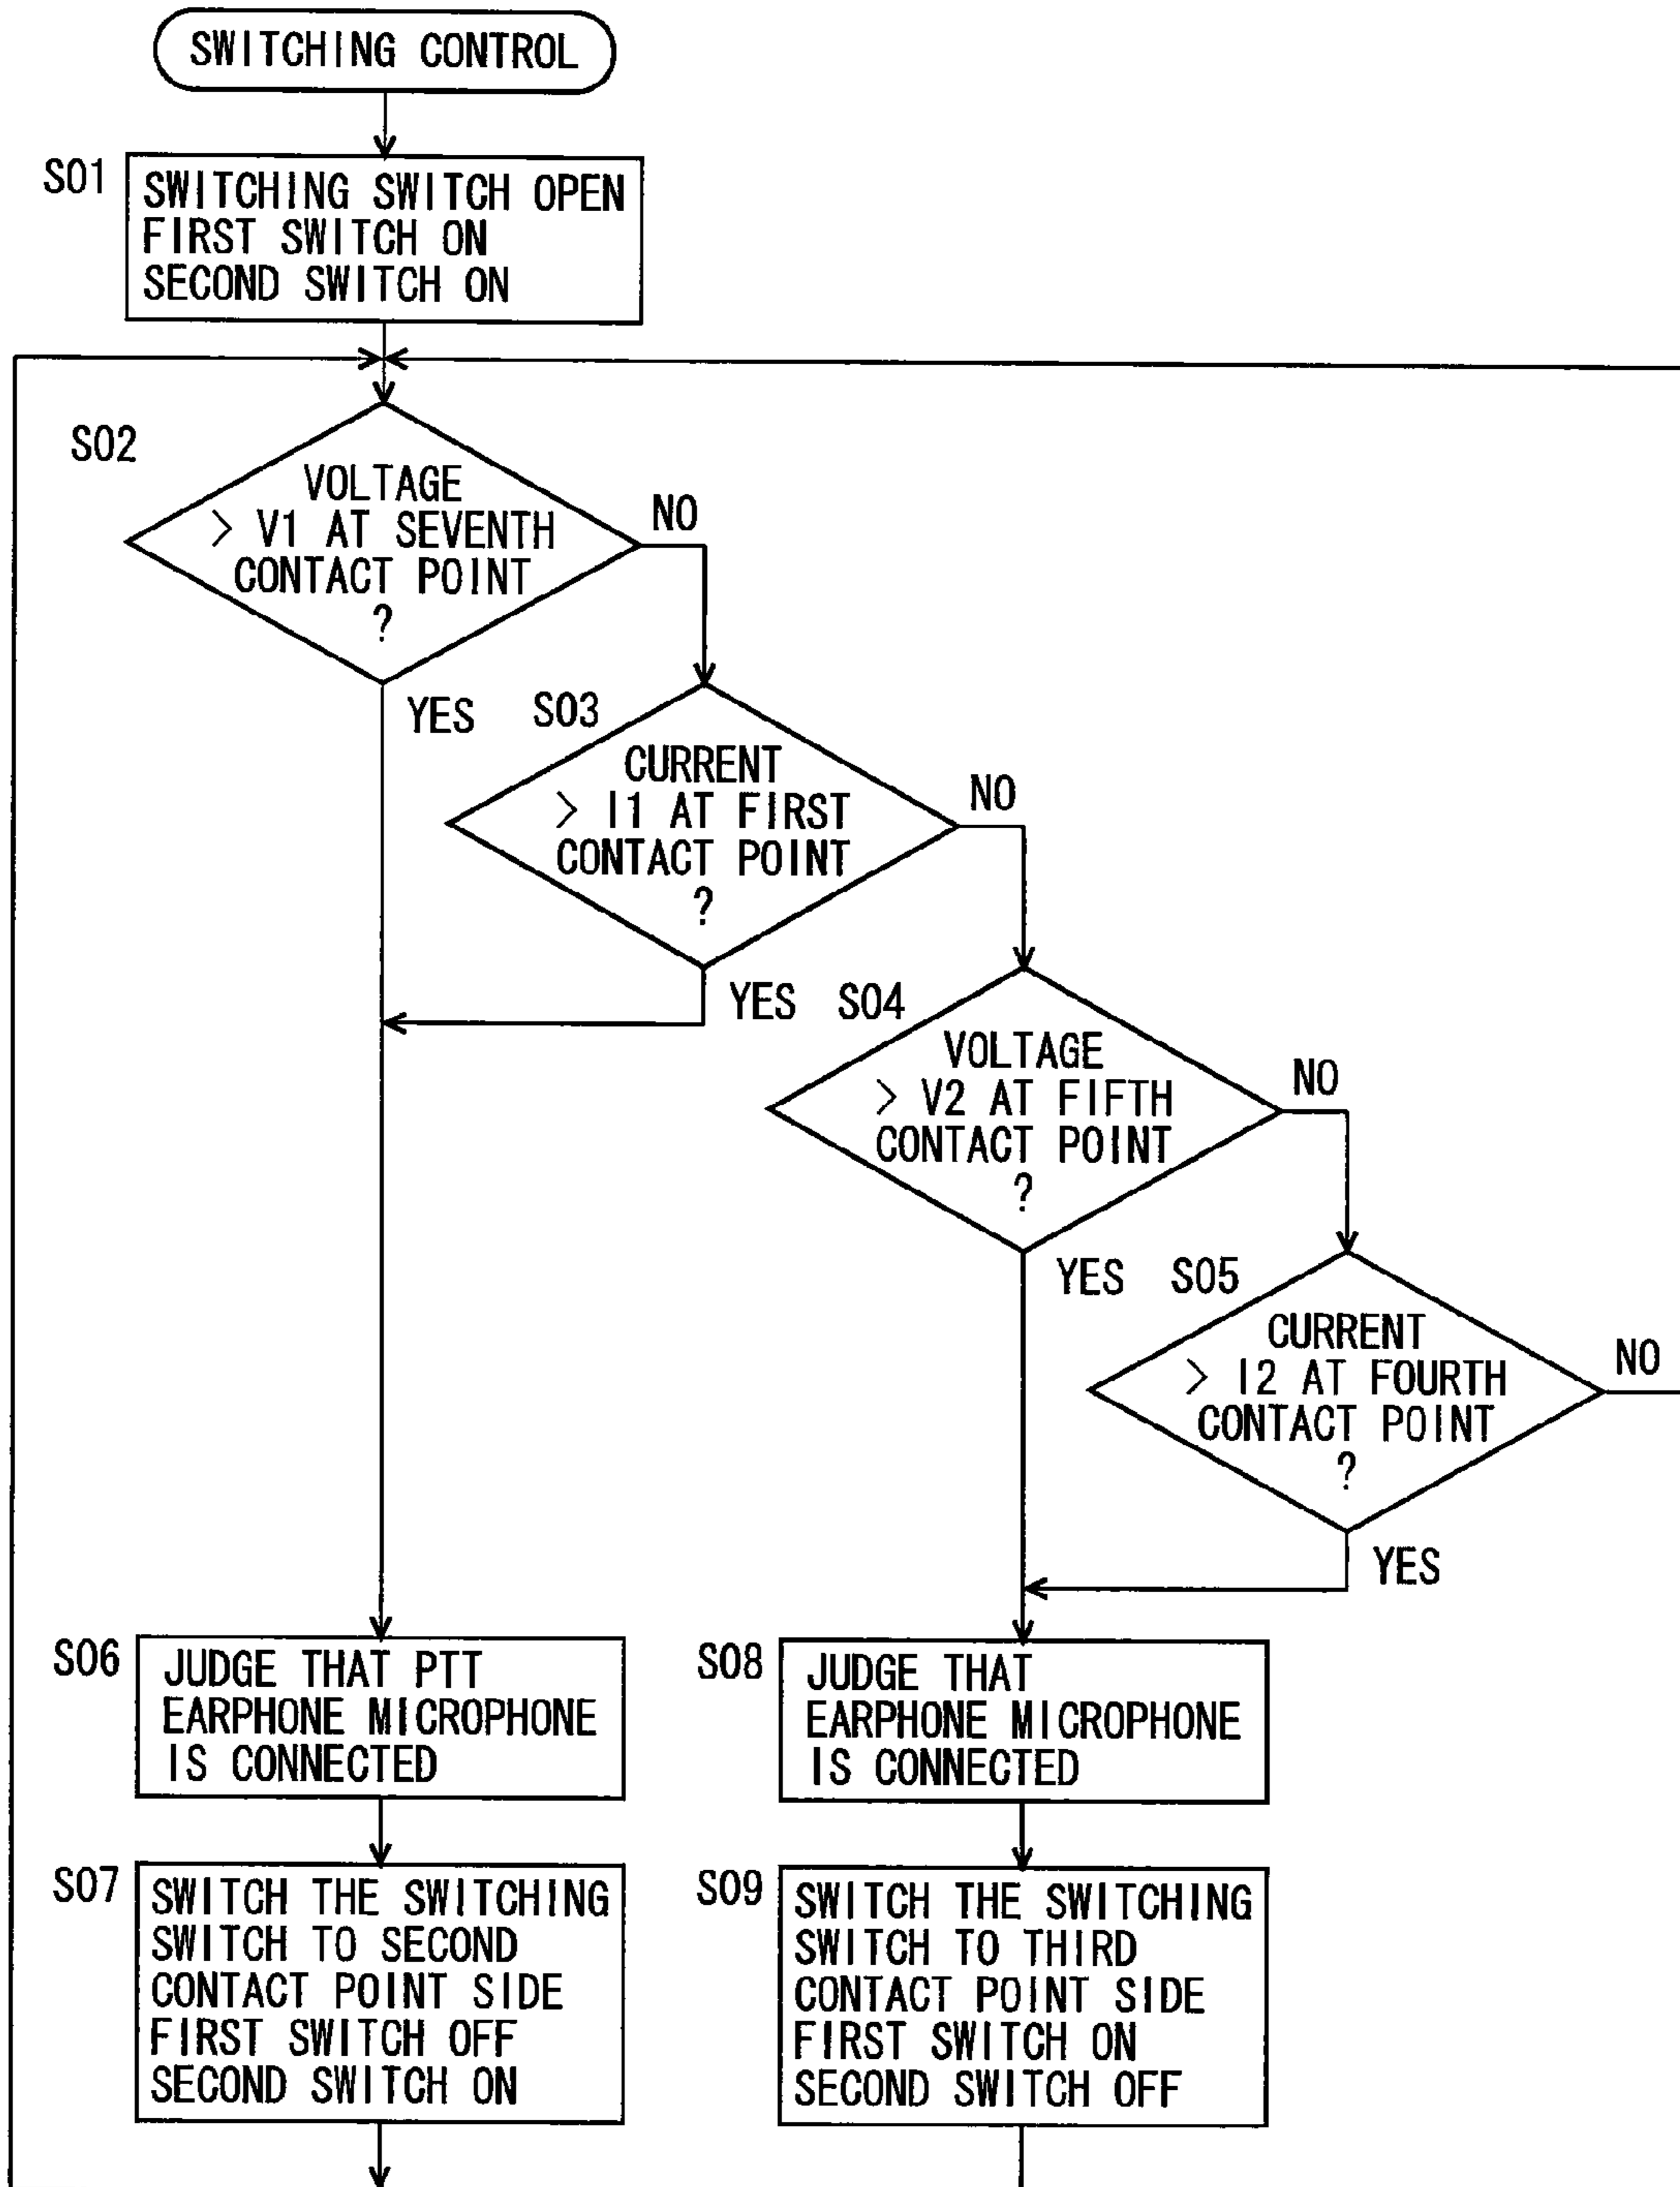 SWITCHING CONTROL
S01
SWITCHING SWITCH OPEN
FIRST SWITCH ON
SECOND SWITCH ON
S02
VOLTAGE
> V1 AT SEVENTH
CONTACT POINT
?
NO
YES
S03
CURRENT
> I1 AT FIRST
CONTACT POINT
?
NO
YES
S04
VOLTAGE
> V2 AT FIFTH
CONTACT POINT
?
NO
YES
S05
CURRENT
> I2 AT FOURTH
CONTACT POINT
?
NO
YES
S06
JUDGE THAT PTT
EARPHONE MICROPHONE
IS CONNECTED
S08
JUDGE THAT
EARPHONE MICROPHONE
IS CONNECTED
S07
SWITCH THE SWITCHING
SWITCH TO SECOND
CONTACT POINT SIDE
FIRST SWITCH OFF
SECOND SWITCH ON
S09
SWITCH THE SWITCHING
SWITCH TO THIRD
CONTACT POINT SIDE
FIRST SWITCH ON
SECOND SWITCH OFF